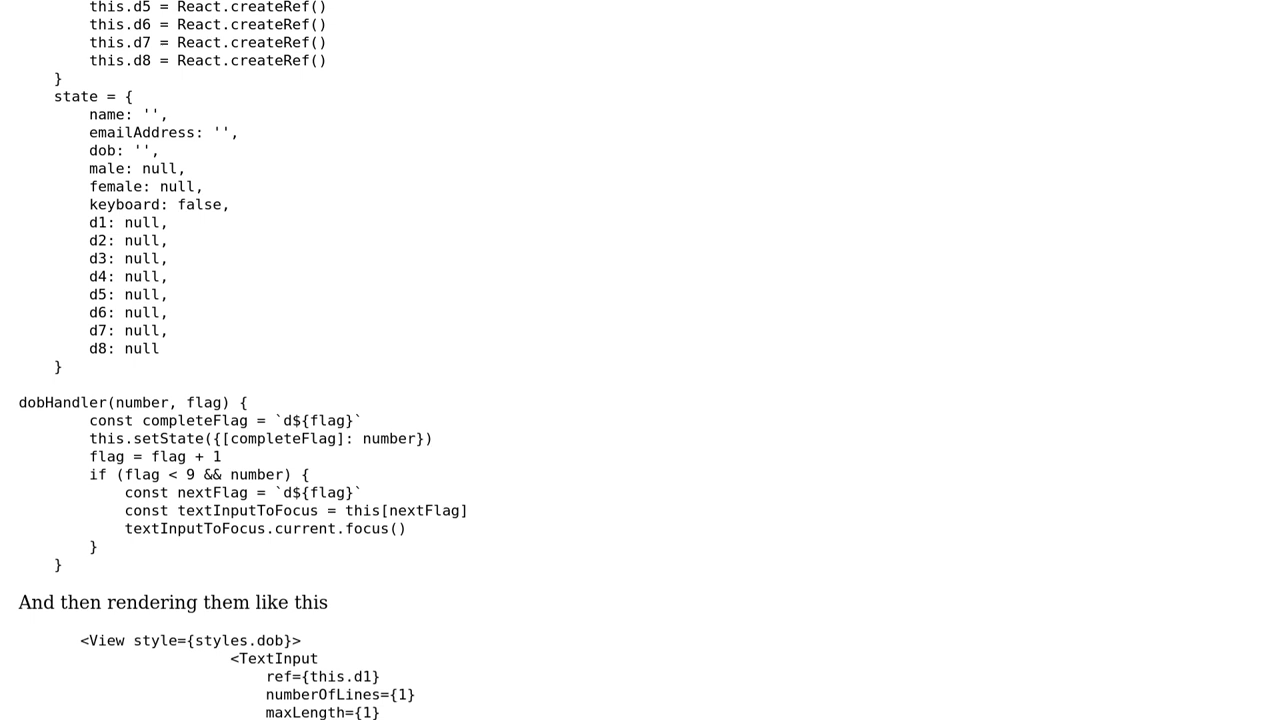 this.d5 = React.createRef()
        this.d6 = React.createRef()
        this.d7 = React.createRef()
        this.d8 = React.createRef()
    }
    state = {
        name: '',
        emailAddress: '',
        dob: '',
        male: null,
        female: null,
        keyboard: false,
        d1: null,
        d2: null,
        d3: null,
        d4: null,
        d5: null,
        d6: null,
        d7: null,
        d8: null
    }

dobHandler(number, flag) {
        const completeFlag = `d${flag}`
        this.setState({[completeFlag]: number})
        flag = flag + 1
        if (flag < 9 && number) {
            const nextFlag = `d${flag}`
            const textInputToFocus = this[nextFlag]
            textInputToFocus.current.focus()
        }
    }

And then rendering them like this

       <View style={styles.dob}>
                        <TextInput
                            ref={this.d1}
                            numberOfLines={1}
                            maxLength={1}